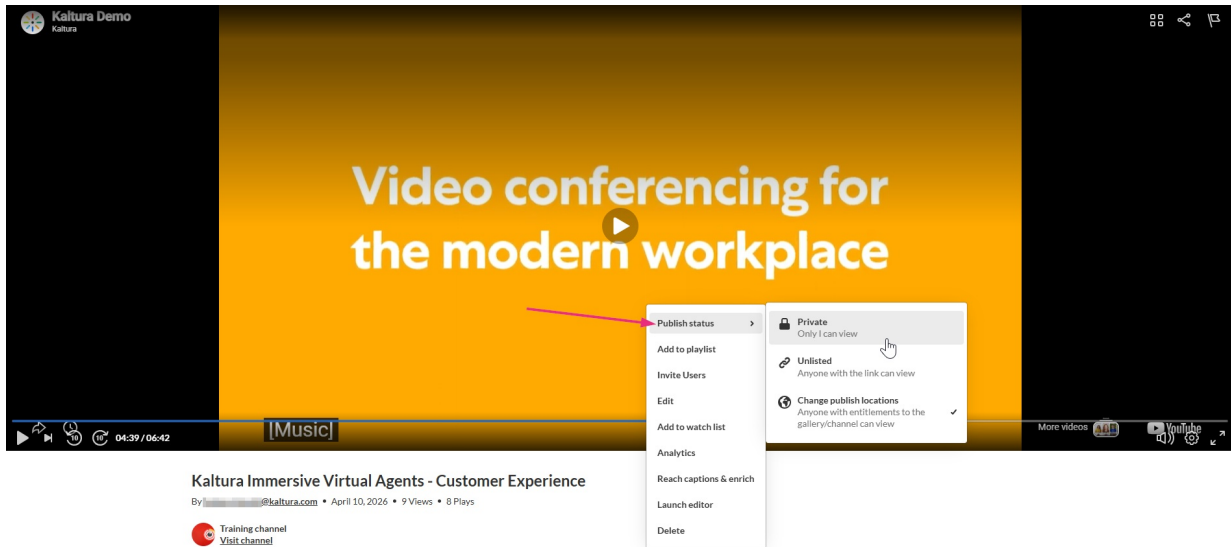 Kaltura Demo
Kaltura
Video conferencing for
the modern workplace
Publish status
Add to playlist
Invite Users
Edit
Add to watch list
Analytics
Reach captions & enrich
Launch editor
Delete
Private
Only I can view
Unlisted
Anyone with the link can view
Change publish locations
Anyone with entitlements to the
gallery/channel can view
[Music]
10 10 04:39 / 06:42
More videos
YouTube
Kaltura Immersive Virtual Agents - Customer Experience
By @kaltura.com • April 10, 2026 • 9 Views • 8 Plays
Training channel
Visit channel